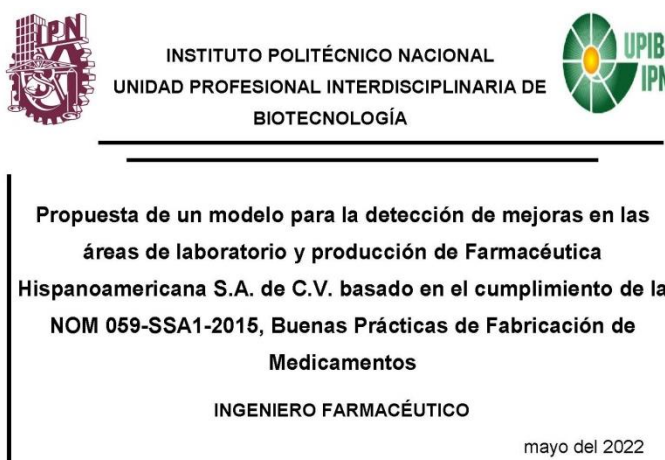 IPN
INSTITUTO POLITÉCNICO NACIONAL
UNIDAD PROFESIONAL INTERDISCIPLINARIA DE
BIOTECNOLOGÍA
UPIB
IPN
Propuesta de un modelo para la detección de mejoras en las
áreas de laboratorio y producción de Farmacéutica
Hispanoamericana S.A. de C.V. basado en el cumplimiento de la
NOM 059-SSA1-2015, Buenas Prácticas de Fabricación de
Medicamentos
INGENIERO FARMACÉUTICO
mayo del 2022